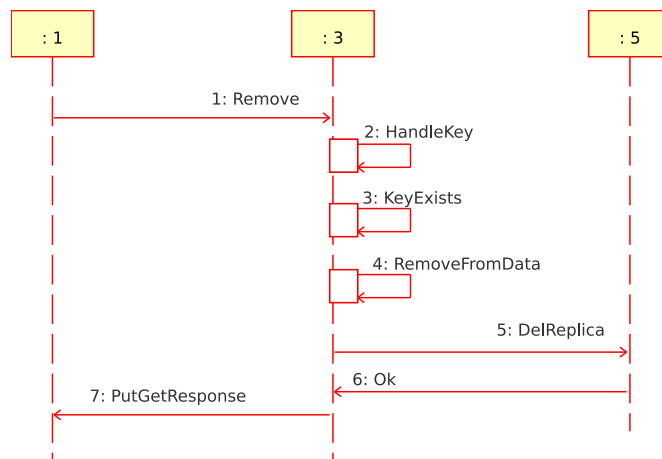 : 1
: 3
: 5
1: Remove
2: HandleKey
3: KeyExists
4: RemoveFromData
5: DelReplica
6: Ok
7: PutGetResponse